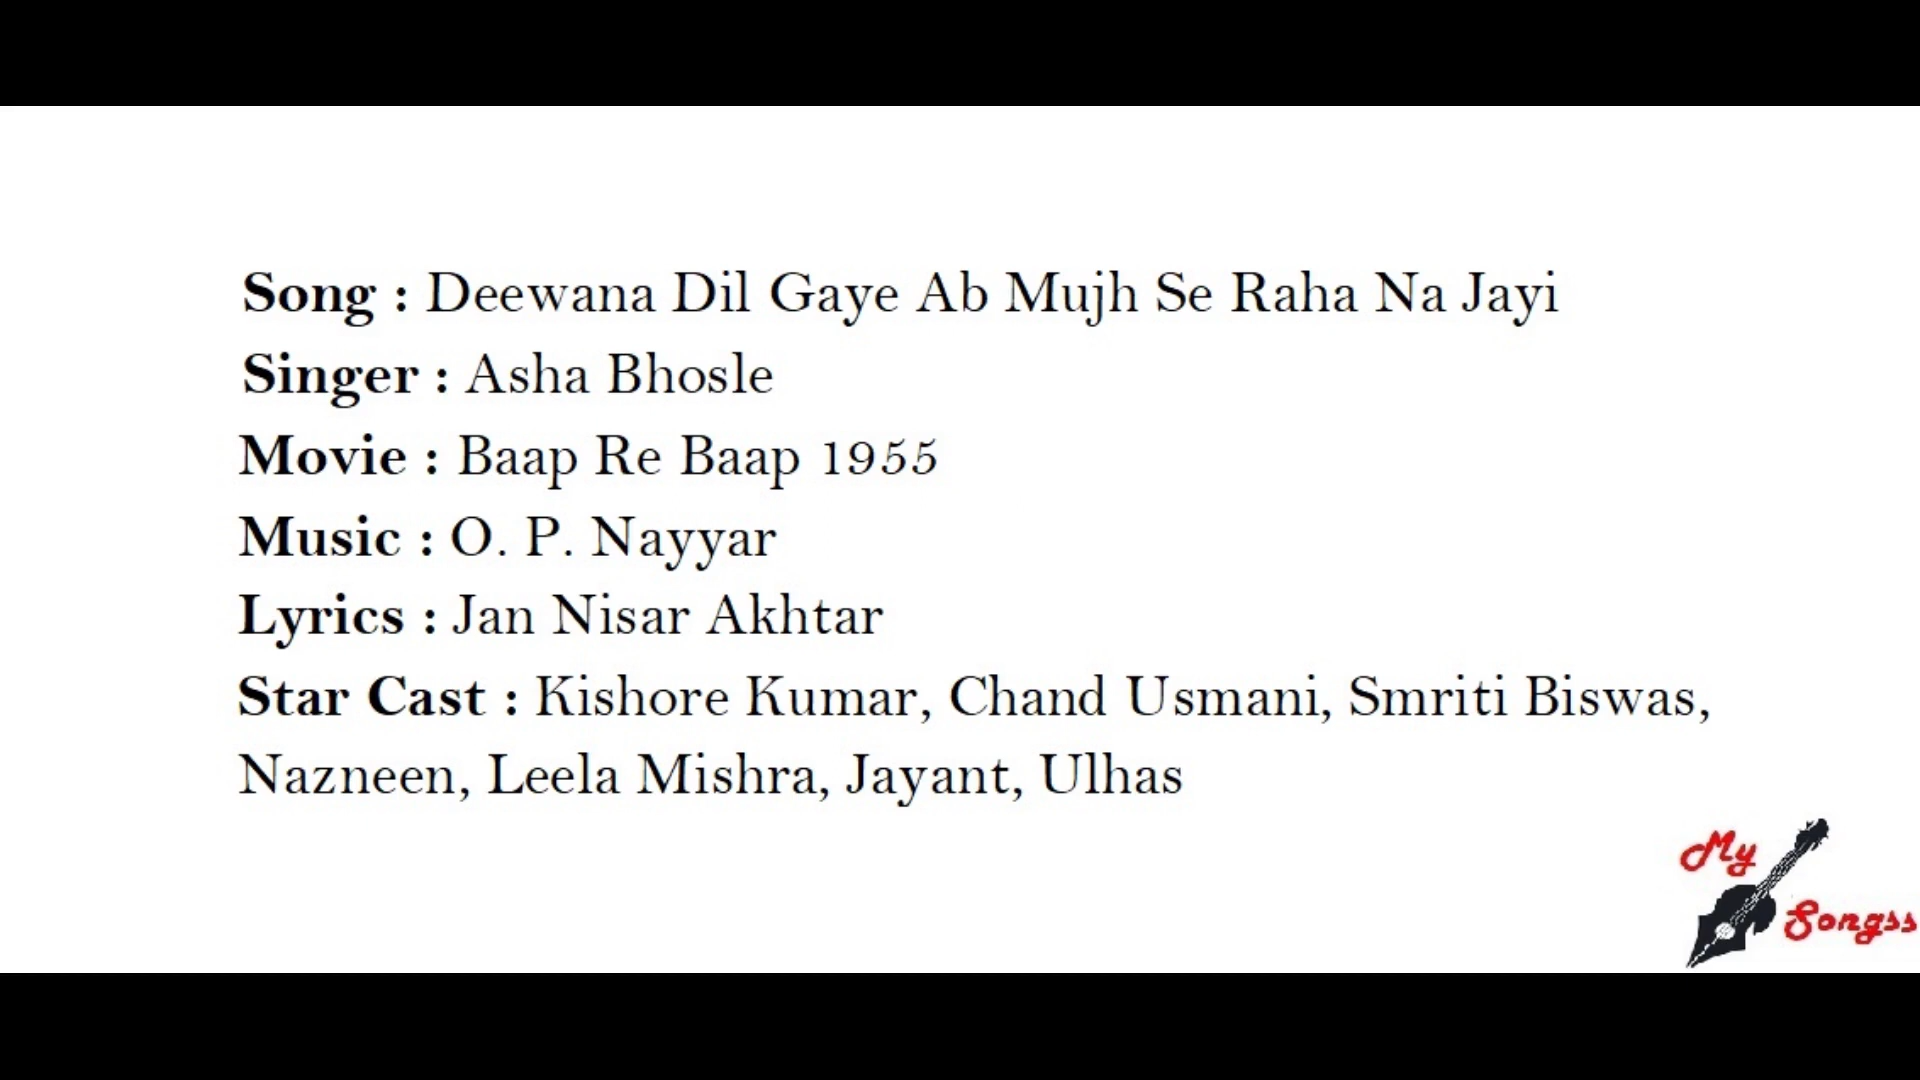 Song : Deewana Dil Gaye Ab Mujh Se Raha Na Jayi
Singer : Asha Bhosle
Movie : Baap Re Baap 1955
Music : O. P. Nayyar
Lyrics : Jan Nisar Akhtar
Star Cast : Kishore Kumar, Chand Usmani, Smriti Biswas,
Nazneen, Leela Mishra, Jayant, Ulhas
My
Songss